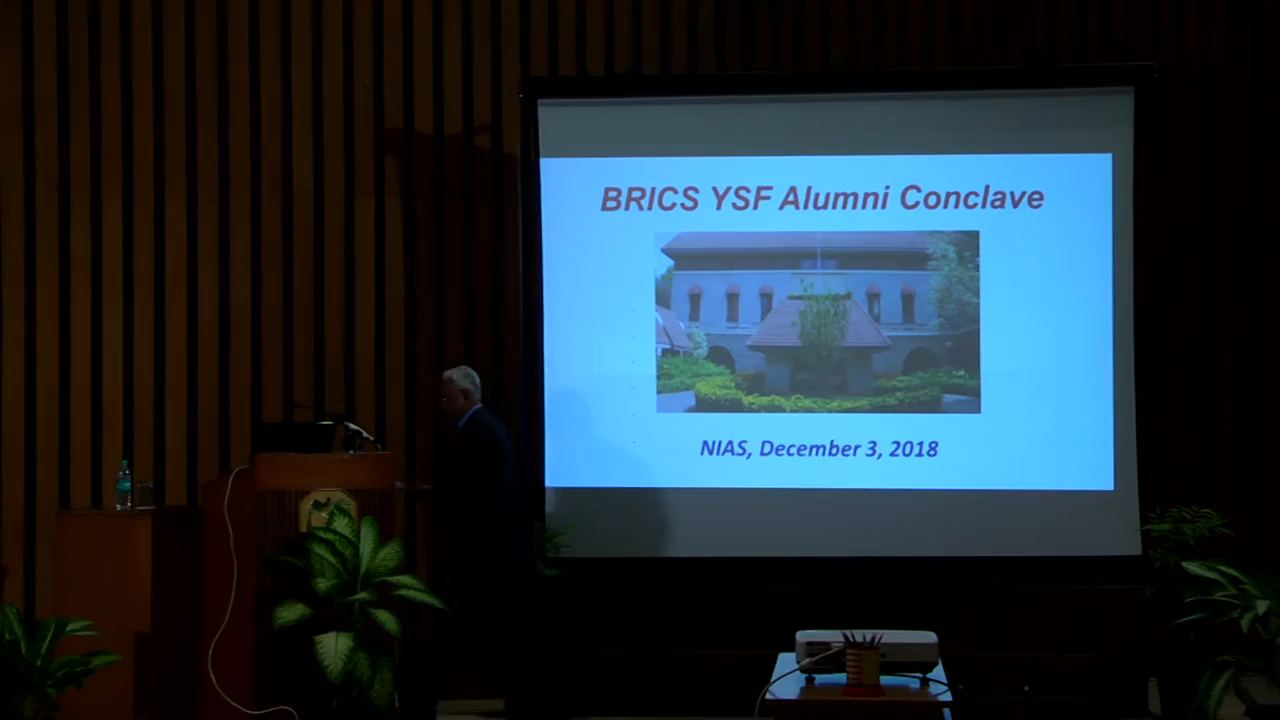 BRICS YSF Alumni Conclave
NIAS, December 3, 2018